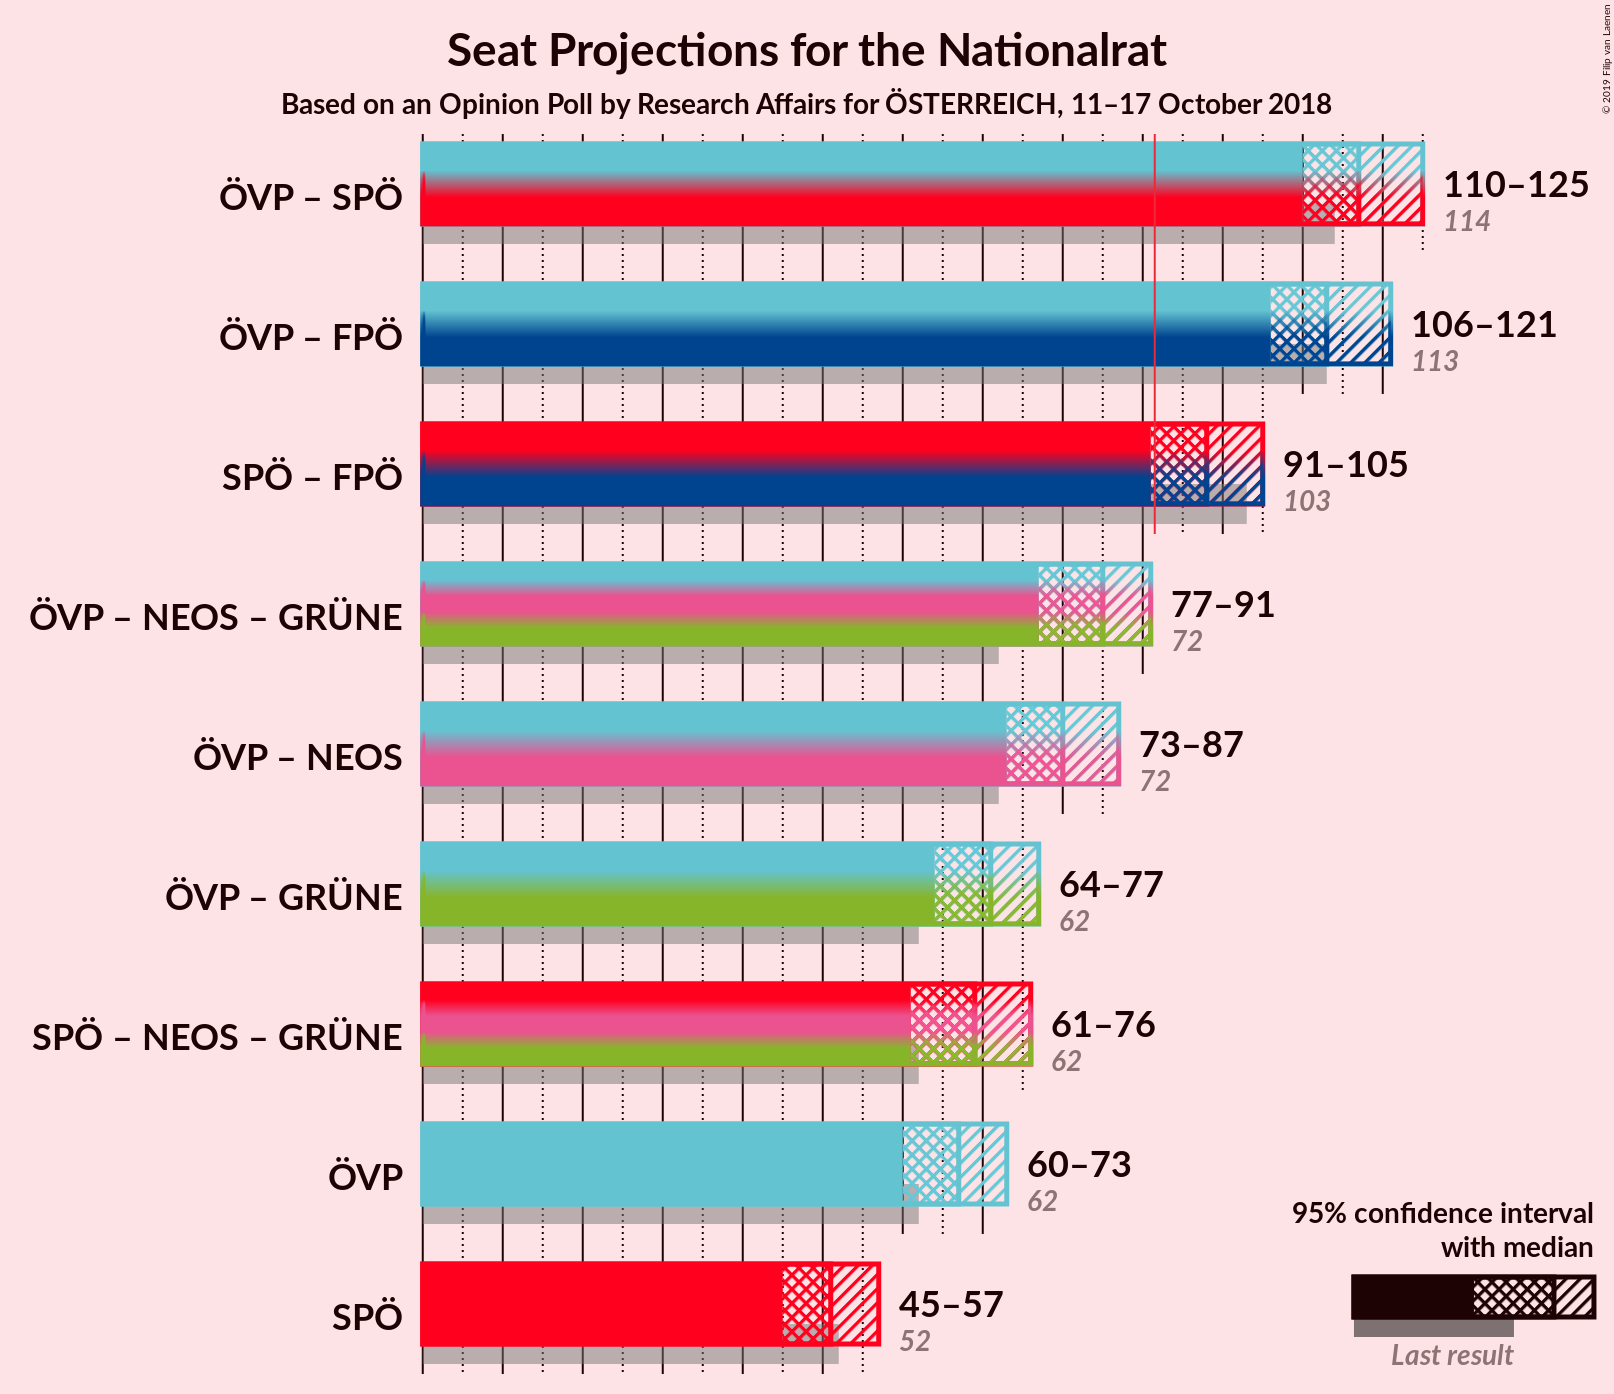 Seat Projections for the Nationalrat
Based on an Opinion Poll by Research Affairs for ÖSTERREICH, 11–17 October 2018
© 2019 Filip van Laenen
ÖVP – SPÖ
110–125
114
ÖVP – FPÖ
106–121
113
SPÖ – FPÖ
91–105
103
ÖVP – NEOS – GRÜNE
77–91
72
ÖVP – NEOS
73–87
72
ÖVP – GRÜNE
64–77
62
SPÖ – NEOS – GRÜNE
61–76
62
ÖVP
60–73
62
SPÖ
45–57
52
95% confidence interval
with median
Last result